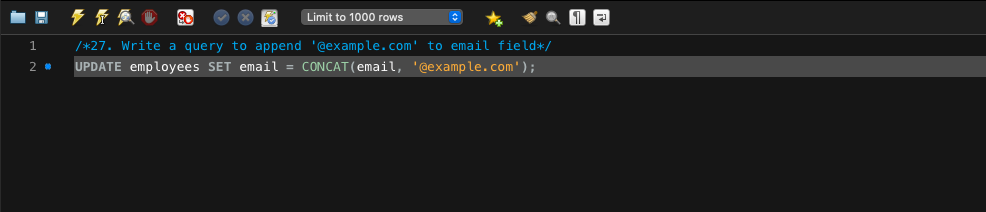 Limit to 1000 rows
1 /*27. Write a query to append '@example.com' to email field*/
2 UPDATE employees SET email = CONCAT(email, '@example.com');